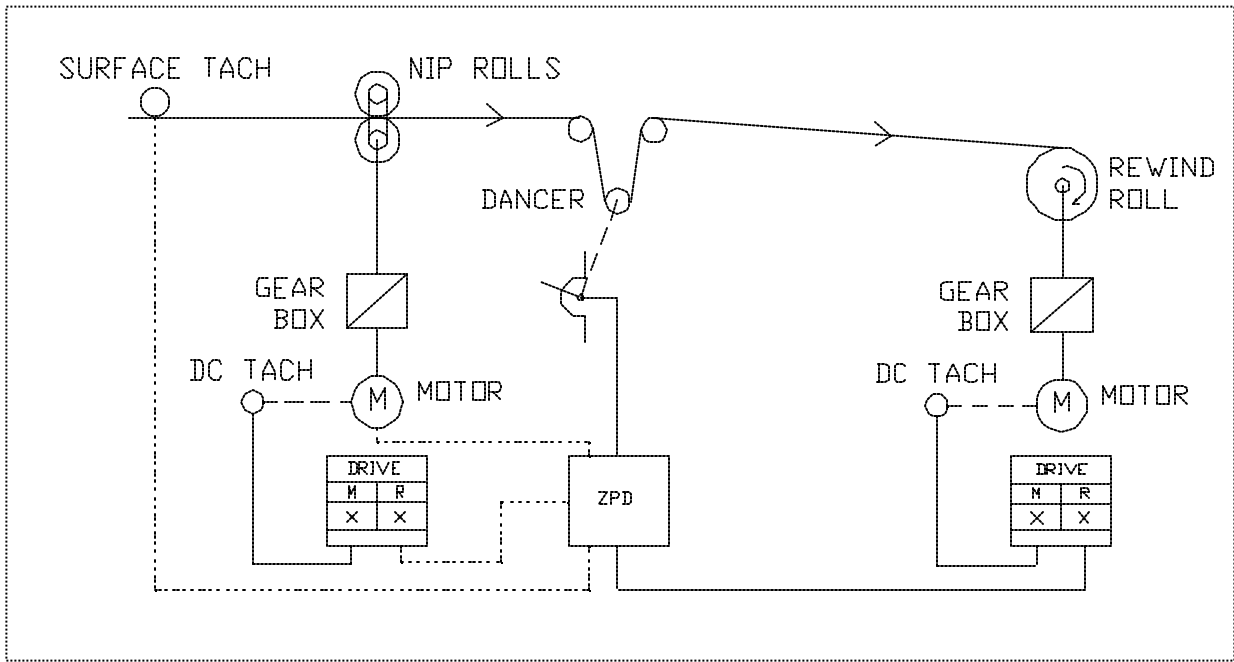 SURFACE TACH
NIP ROLLS
DANCER
REWIND
ROLL
GEAR
BOX
GEAR
BOX
DC TACH
M
MOTOR
DC TACH
M
MOTOR
DRIVE
M R
X X
ZPD
DRIVE
M R
X X